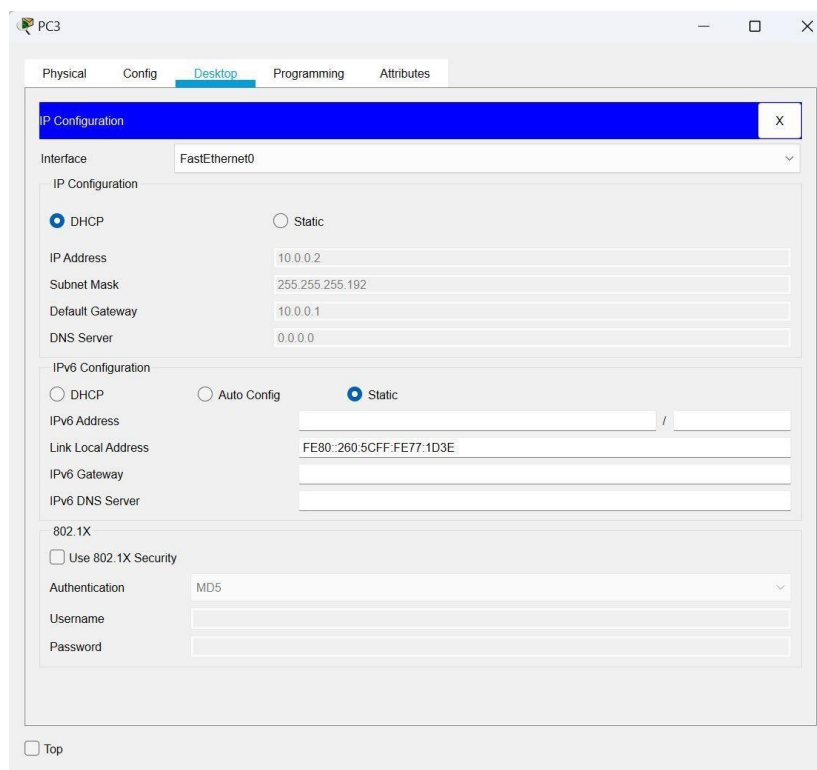 PC3
Physical Config Desktop Programming Attributes
IP Configuration X
Interface FastEthernet0
IP Configuration
DHCP Static
IP Address 10.0.0.2
Subnet Mask 255.255.255.192
Default Gateway 10.0.0.1
DNS Server 0.0.0.0
IPv6 Configuration
DHCP Auto Config Static
IPv6 Address /
Link Local Address FE80::260:5CFF:FE77:1D3E
IPv6 Gateway
IPv6 DNS Server
802.1X
Use 802.1X Security
Authentication MD5
Username
Password
Top